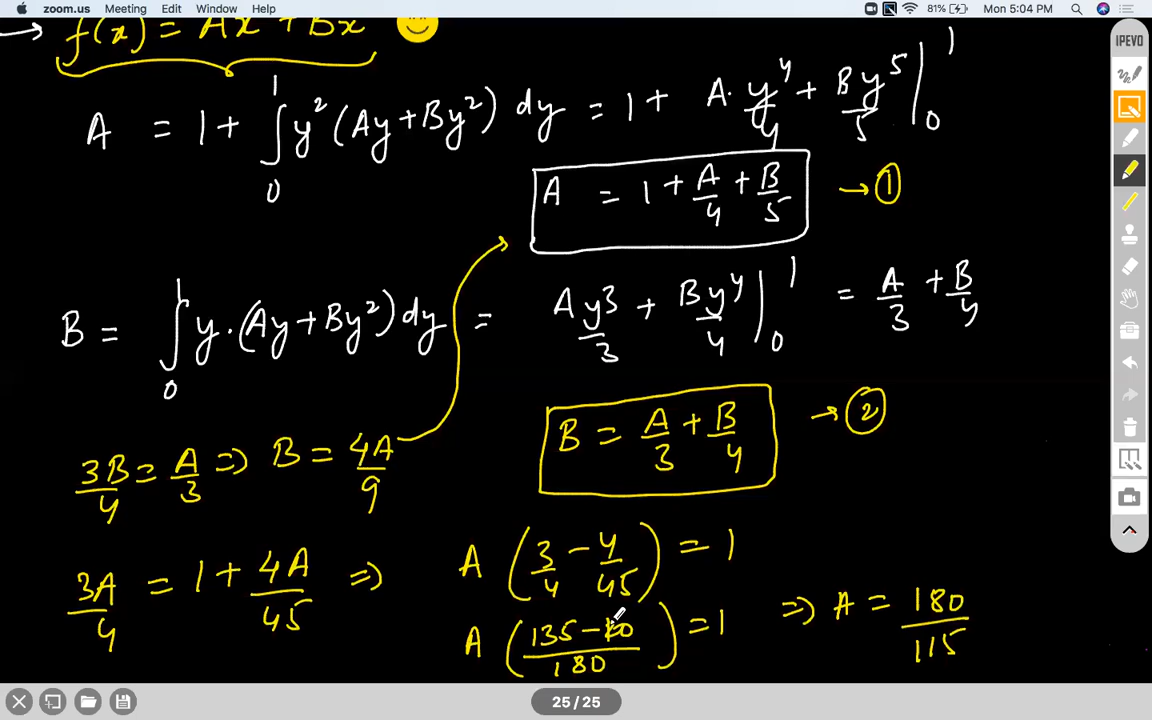 zoom.us Window Help 81% Mon 5:04 PM
→ f(x) = Ax + Bx
IPEVO
A = 1 + ∫₀¹ y² (Ay + By²) dy = 1 + A · y⁴/4 + By⁵/5 |₀¹
A = 1 + A/4 + B/5 → ①
B = ∫₀¹ y · (Ay + By²) dy = Ay³/3 + By⁴/4 |₀¹ = A/3 + B/4
B = A/3 + B/4 → ②
3B/4 = A/3 ⇒ B = 4A/9
3A/4 = 1 + 4A/45 ⇒ A (3/4 − 4/45) = 1
A (135 − 20/180) = 1 ⇒ A = 180/115
25 / 25